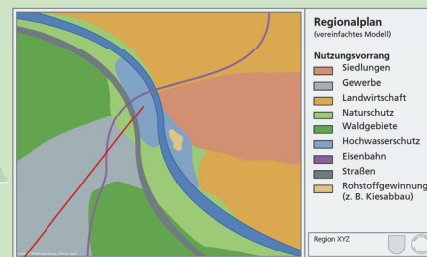 Regionalplan
(vereinfachtes Modell)
Nutzungsvorrang
Siedlungen
Gewerbe
Landwirtschaft
Naturschutz
Waldgebiete
Hochwasserschutz
Eisenbahn
Straßen
Rohstoffgewinnung
(z. B. Kiesabbau)
Region XYZ